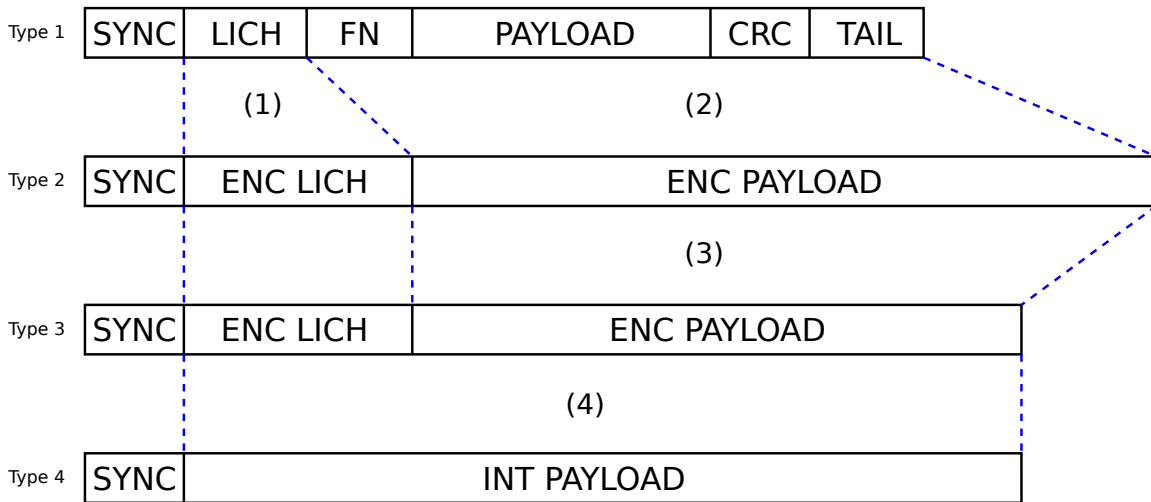 Type 1 SYNC LICH FN PAYLOAD CRC TAIL
(1) (2)
Type 2 SYNC ENC LICH ENC PAYLOAD
(3)
Type 3 SYNC ENC LICH ENC PAYLOAD
(4)
Type 4 SYNC INT PAYLOAD